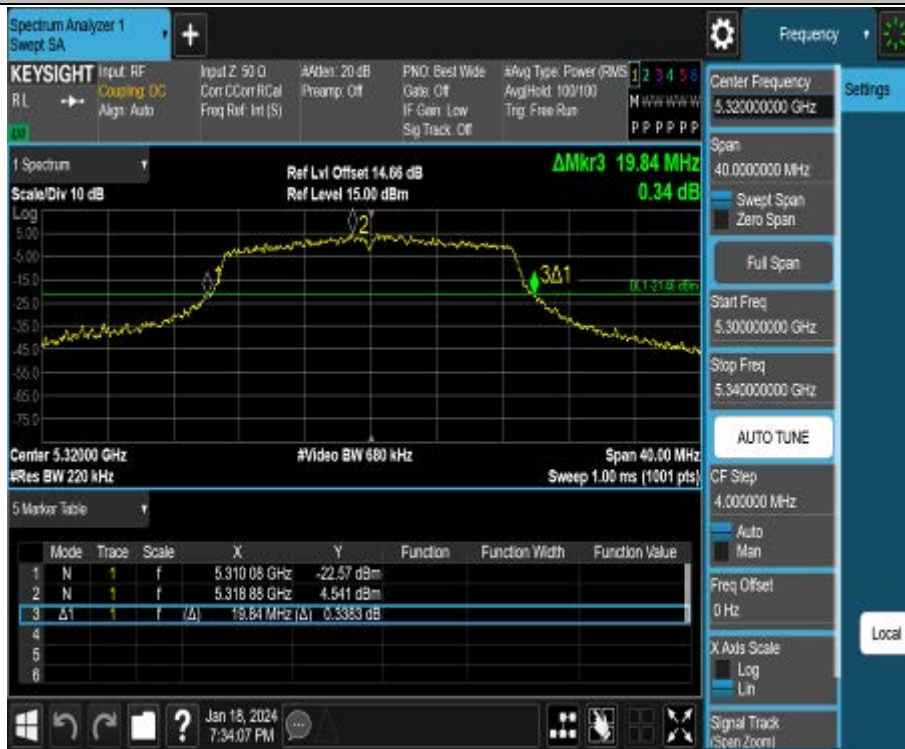 Spectrum Analyzer 1
Swept SA
+
Frequency
KEYSIGHT
RL
Input: RF
Coupling: DC
Align: Auto
Input Z: 50 Ω
Corr CCorr RCal
Freq Ref: Int (S)
#Atten: 20 dB
Preamp: Off
PNO: Best Wide
Gate: Off
IF Gain: Low
Sig Track: Off
#Avg Type: Power (RMS
Avg|Hold: 100/100
Trig: Free Run
1 2 3 4 5 6
M W W W W W
P P P P P P
1 Spectrum
Scale/Div 10 dB
Ref Lvl Offset 14.66 dB
Ref Level 15.00 dBm
ΔMkr3 19.84 MHz
0.34 dB
Log
5.00
-5.00
-15.0
-25.0
-35.0
-45.0
-55.0
-65.0
-75.0
1
2
3Δ1
Center 5.32000 GHz
#Res BW 220 kHz
#Video BW 680 kHz
Span 40.00 MHz
Sweep 1.00 ms (1001 pts)
5 Marker Table
Mode Trace Scale X Y Function Function Width Function Value
1 N 1 f 5.310 08 GHz -22.57 dBm
2 N 1 f 5.318 88 GHz 4.541 dBm
3 Δ1 1 f (Δ) 19.84 MHz (Δ) 0.3383 dB
4
5
6
Jan 18, 2024
7:34:07 PM
?
Center Frequency
5.320000000 GHz
Settings
Span
40.0000000 MHz
Swept Span
Zero Span
Full Span
Start Freq
5.300000000 GHz
Stop Freq
5.340000000 GHz
AUTO TUNE
CF Step
4.000000 MHz
Auto
Man
Freq Offset
0 Hz
X Axis Scale
Log
Lin
Local
Signal Track
(Span Zoom)